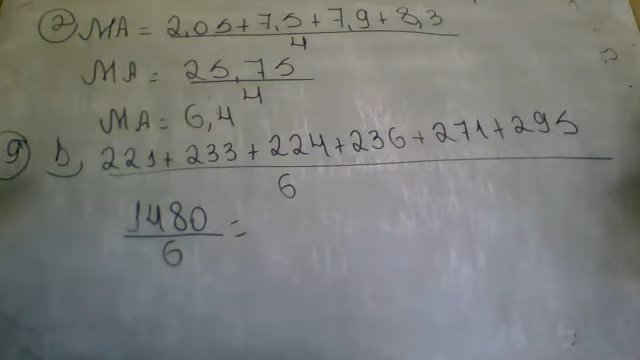 2) MA = 2,05 + 7,5 + 7,9 + 8,3
4
MA = 25,75
4
MA = 6,4
9) b) 221 + 233 + 224 + 236 + 271 + 295
6
1480 =
6